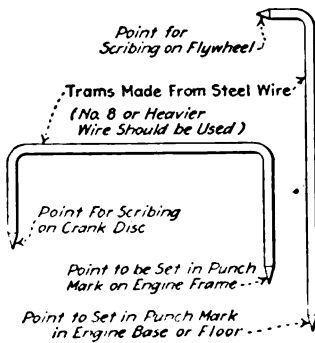 Point for
Scribing on Flywheel
Trams Made From Steel Wire
(No. 8 or Heavier
Wire Should be Used)
Point For Scribing
on Crank Disc
Point to be Set in Punch
Mark on Engine Frame
Point to Set in Punch Mark
in Engine Base or Floor